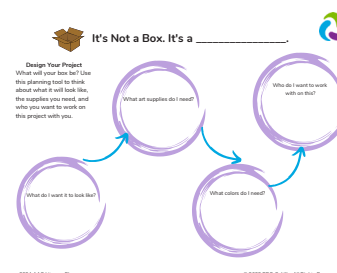 It's Not a Box. It's a ________________.
Design Your Project
What will your box be? Use
this planning tool to think
about what it will look like,
the supplies you need, and
who you want to work on
this project with you.
What do I want it to look like?
What art supplies do I need?
What colors do I need?
Who do I want to work
with on this?